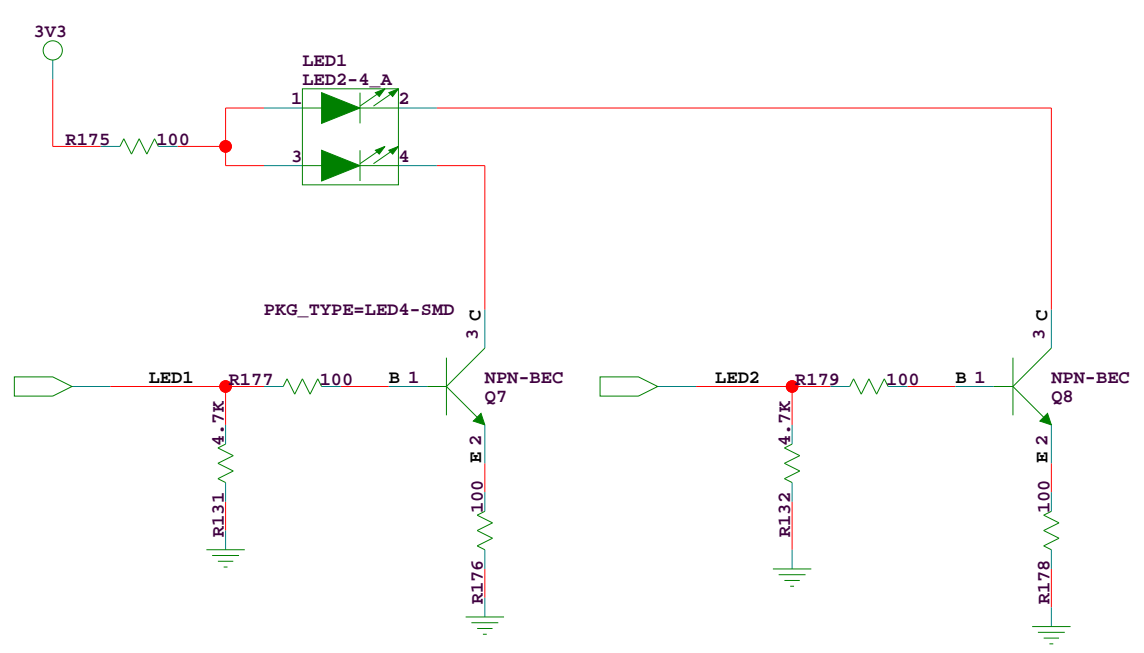 3V3
LED1
LED2-4_A
1
2
R175
100
3
4
PKG_TYPE=LED4-SMD
C
3
C
3
LED1
R177
100
B
1
NPN-BEC
Q7
LED2
R179
100
B
1
NPN-BEC
Q8
4.7K
R131
2
E
100
R176
4.7K
R132
2
E
100
R178